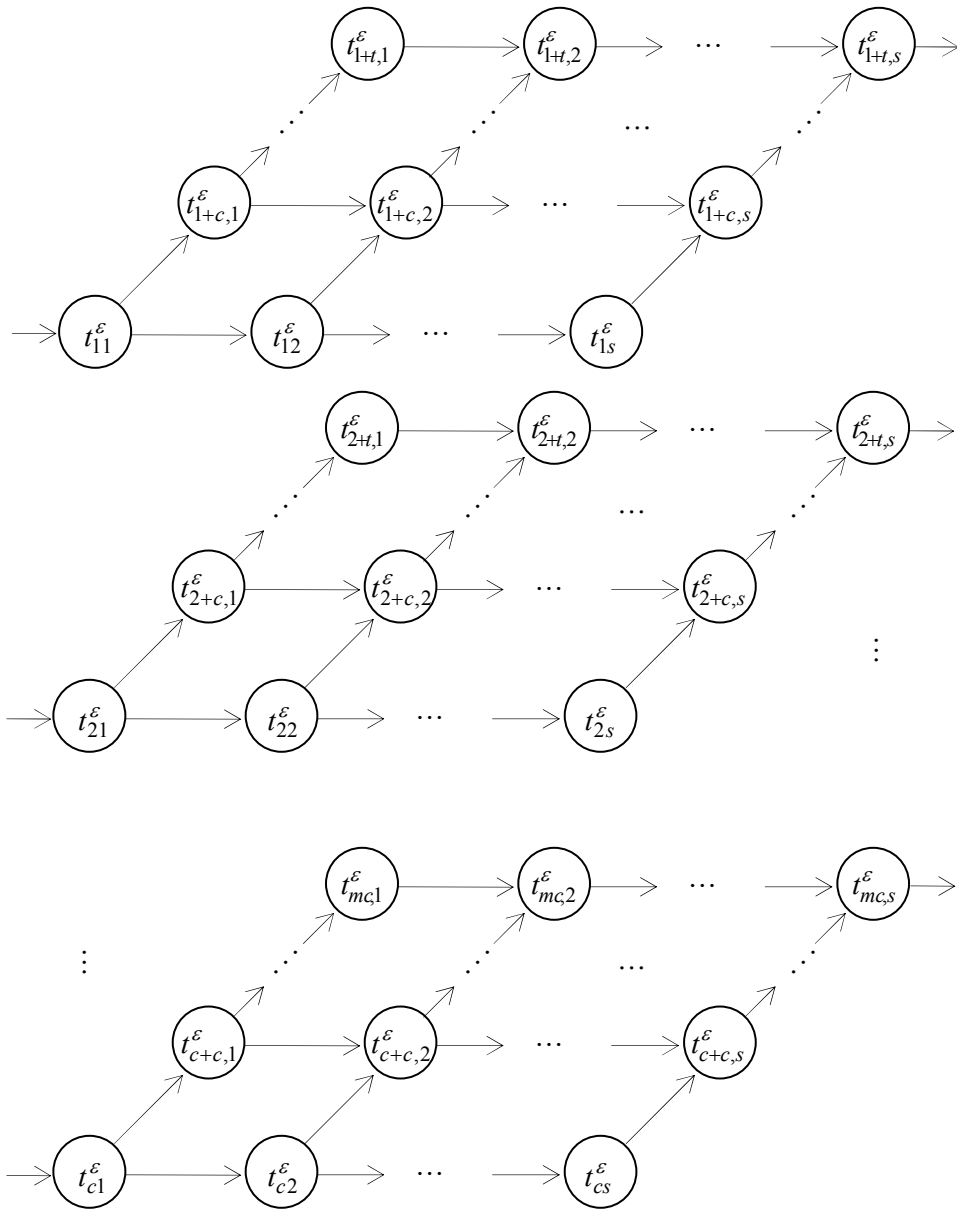 t^ε_{1+t,1} t^ε_{1+t,2} ... t^ε_{1+t,s}
... ... ... ...
t^ε_{1+c,1} t^ε_{1+c,2} ... t^ε_{1+c,s}
t^ε_{11} t^ε_{12} ... t^ε_{1s}
t^ε_{2+t,1} t^ε_{2+t,2} ... t^ε_{2+t,s}
... ... ... ...
t^ε_{2+c,1} t^ε_{2+c,2} ... t^ε_{2+c,s}
⋮
t^ε_{21} t^ε_{22} ... t^ε_{2s}
t^ε_{mc,1} t^ε_{mc,2} ... t^ε_{mc,s}
⋮ ... ... ... ...
t^ε_{c+c,1} t^ε_{c+c,2} ... t^ε_{c+c,s}
t^ε_{c1} t^ε_{c2} ... t^ε_{cs}